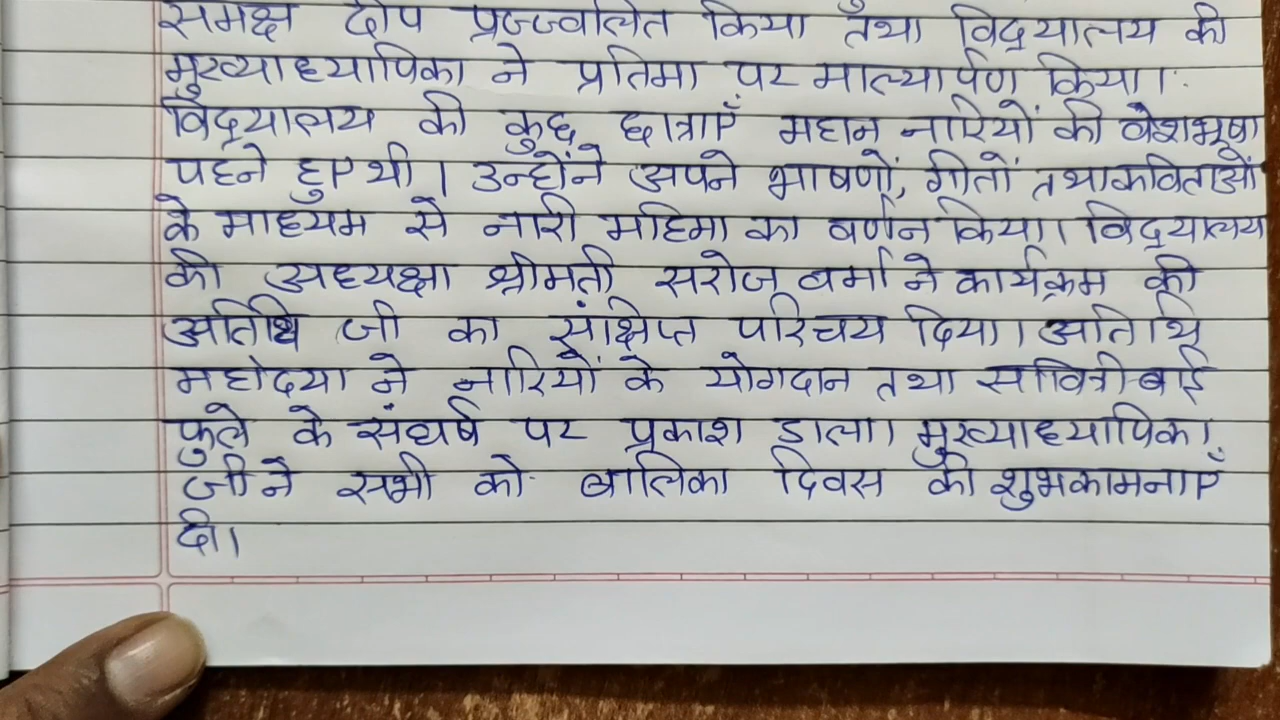 समक्ष दीप प्रज्ज्वलित किया तथा विद्यालय की
मुख्याध्यापिका ने प्रतिमा पर माल्यार्पण किया।
विद्यालय की कुछ छात्राएँ महान नारियों की वेशभूषा
पहने हुए थी। उन्होंने अपने भाषणों, गीतों तथा कविताओं
के माध्यम से नारी महिमा का वर्णन किया। विद्यालय
की अध्यक्षा श्रीमती सरोज वर्मा ने कार्यक्रम की
अतिथि जी का संक्षिप्त परिचय दिया। अतिथि
महोदया ने नारियों के योगदान तथा सावित्री बाई
फुले के संघर्ष पर प्रकाश डाला। मुख्याध्यापिका
जी ने सभी को बालिका दिवस की शुभकामनाएँ
दी।